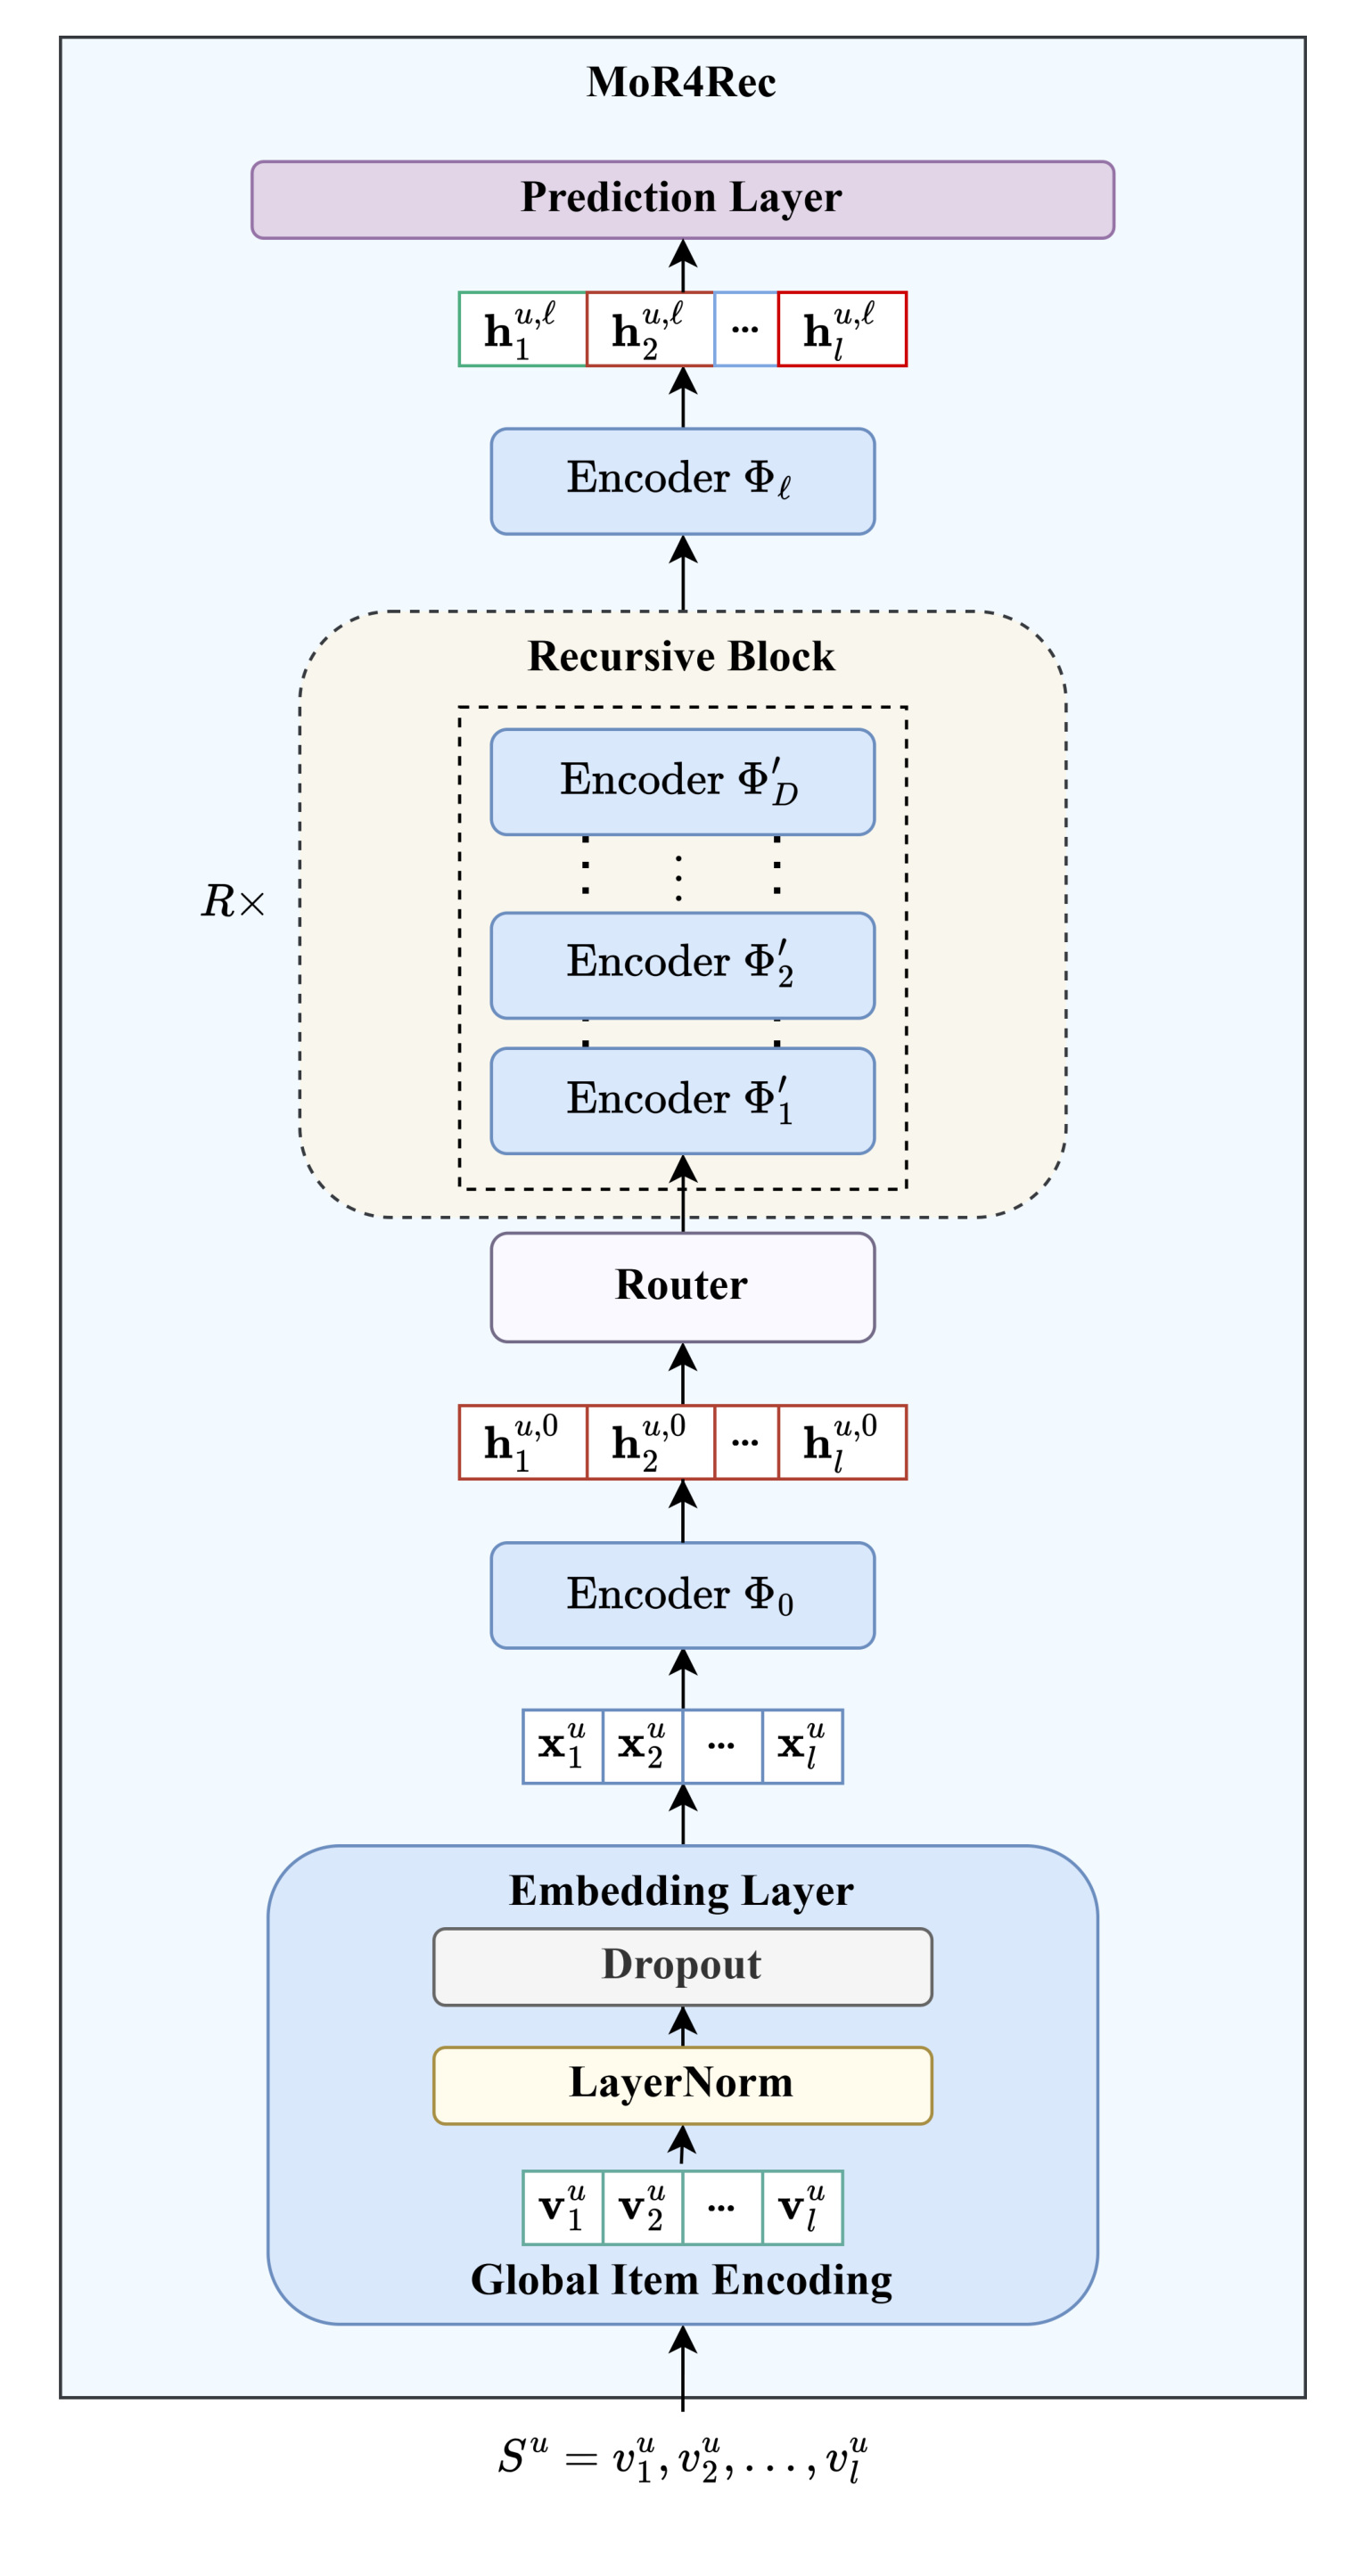 MoR4Rec
Prediction Layer
𝐡₁^{u,ℓ} 𝐡₂^{u,ℓ} ··· 𝐡_l^{u,ℓ}
Encoder Φ_ℓ
Recursive Block
Encoder Φ′_D
⋮
R×
Encoder Φ′₂
Encoder Φ′₁
Router
𝐡₁^{u,0} 𝐡₂^{u,0} ··· 𝐡_l^{u,0}
Encoder Φ₀
𝐱₁^u 𝐱₂^u ··· 𝐱_l^u
Embedding Layer
Dropout
LayerNorm
𝐯₁^u 𝐯₂^u ··· 𝐯_l^u
Global Item Encoding
S^u = v₁^u, v₂^u, . . . , v_l^u